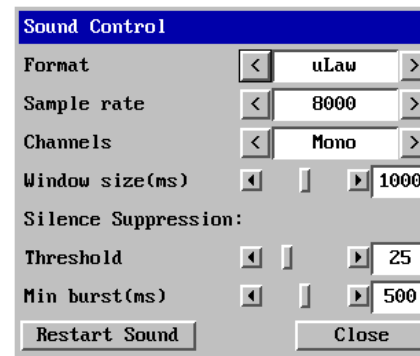 Sound Control
Format < uLaw >
Sample rate < 8000 >
Channels < Mono >
Window size(ms) 1000
Silence Suppression:
Threshold 25
Min burst(ms) 500
Restart Sound Close